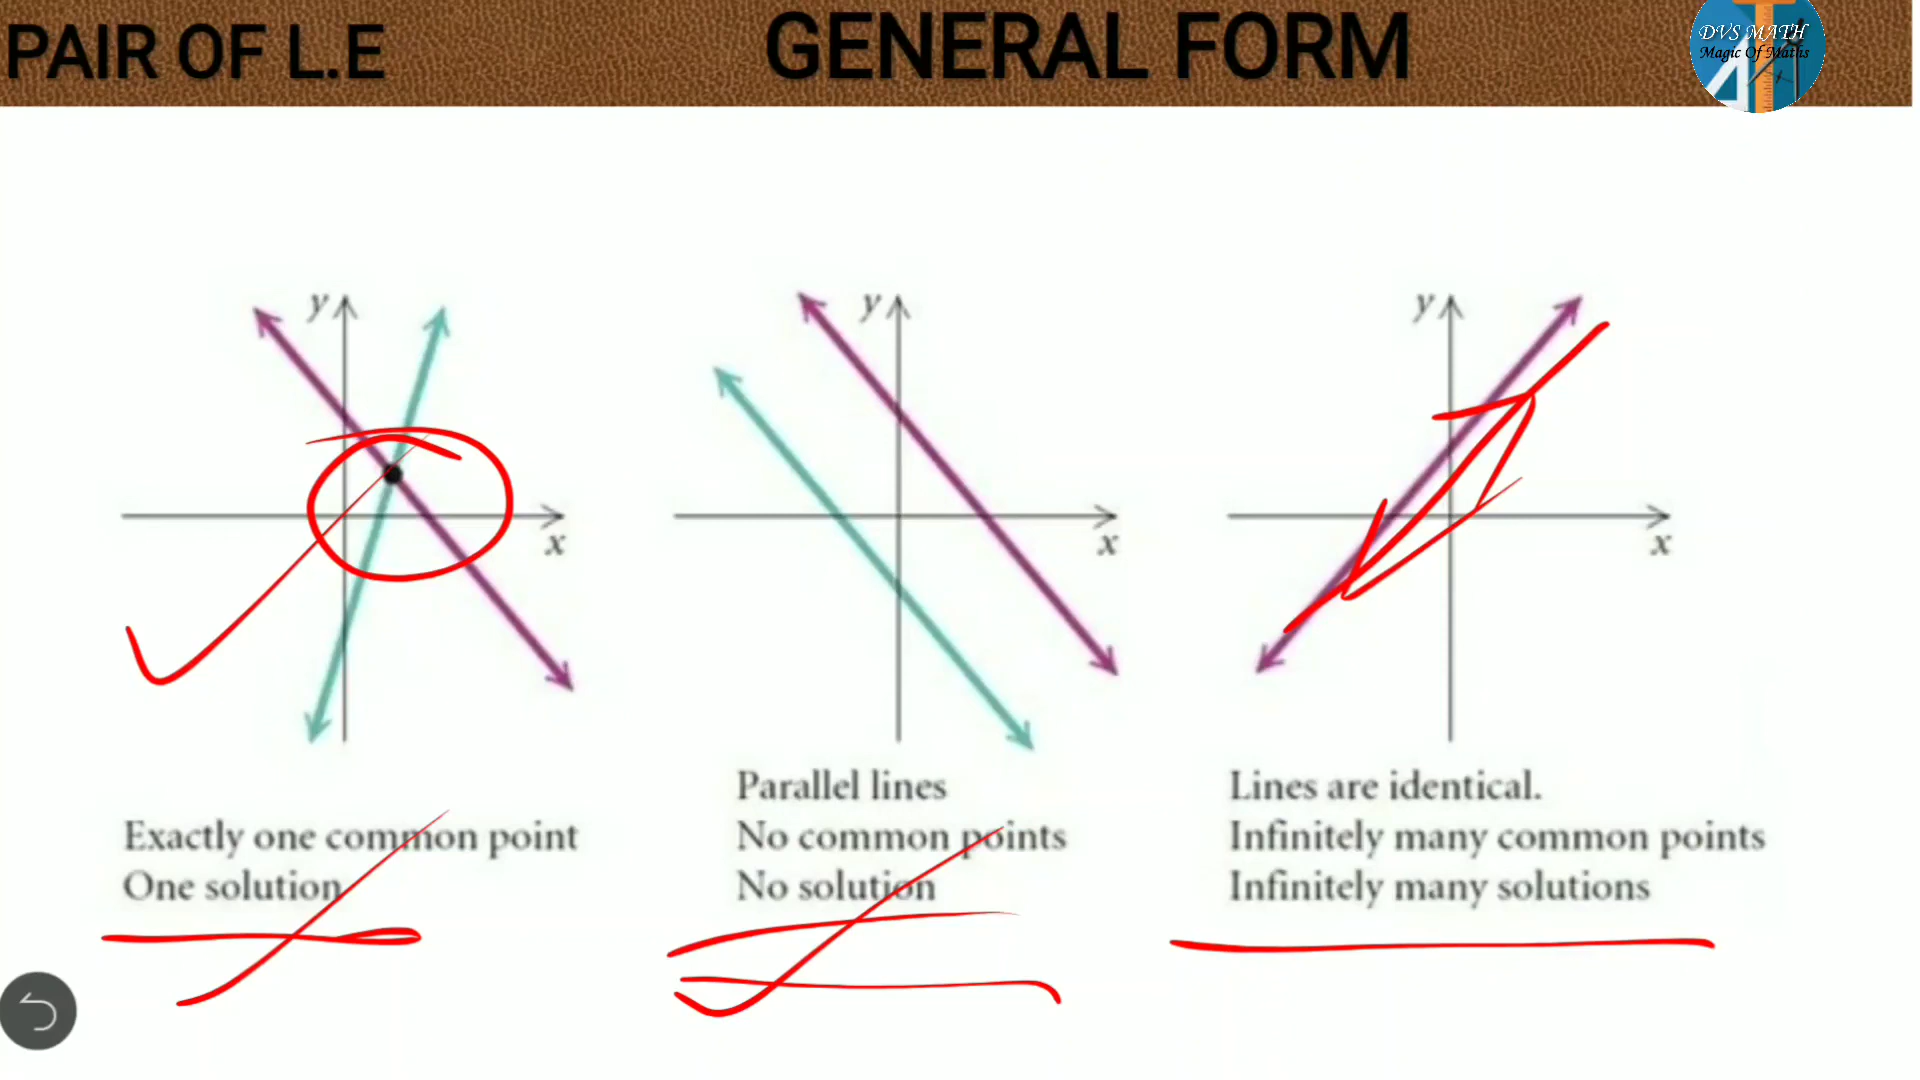 PAIR OF L.E
GENERAL FORM
DVS MATH
Magic Of Maths
y
x
y
x
y
x
Exactly one common point
One solution
Parallel lines
No common points
No solution
Lines are identical.
Infinitely many common points
Infinitely many solutions